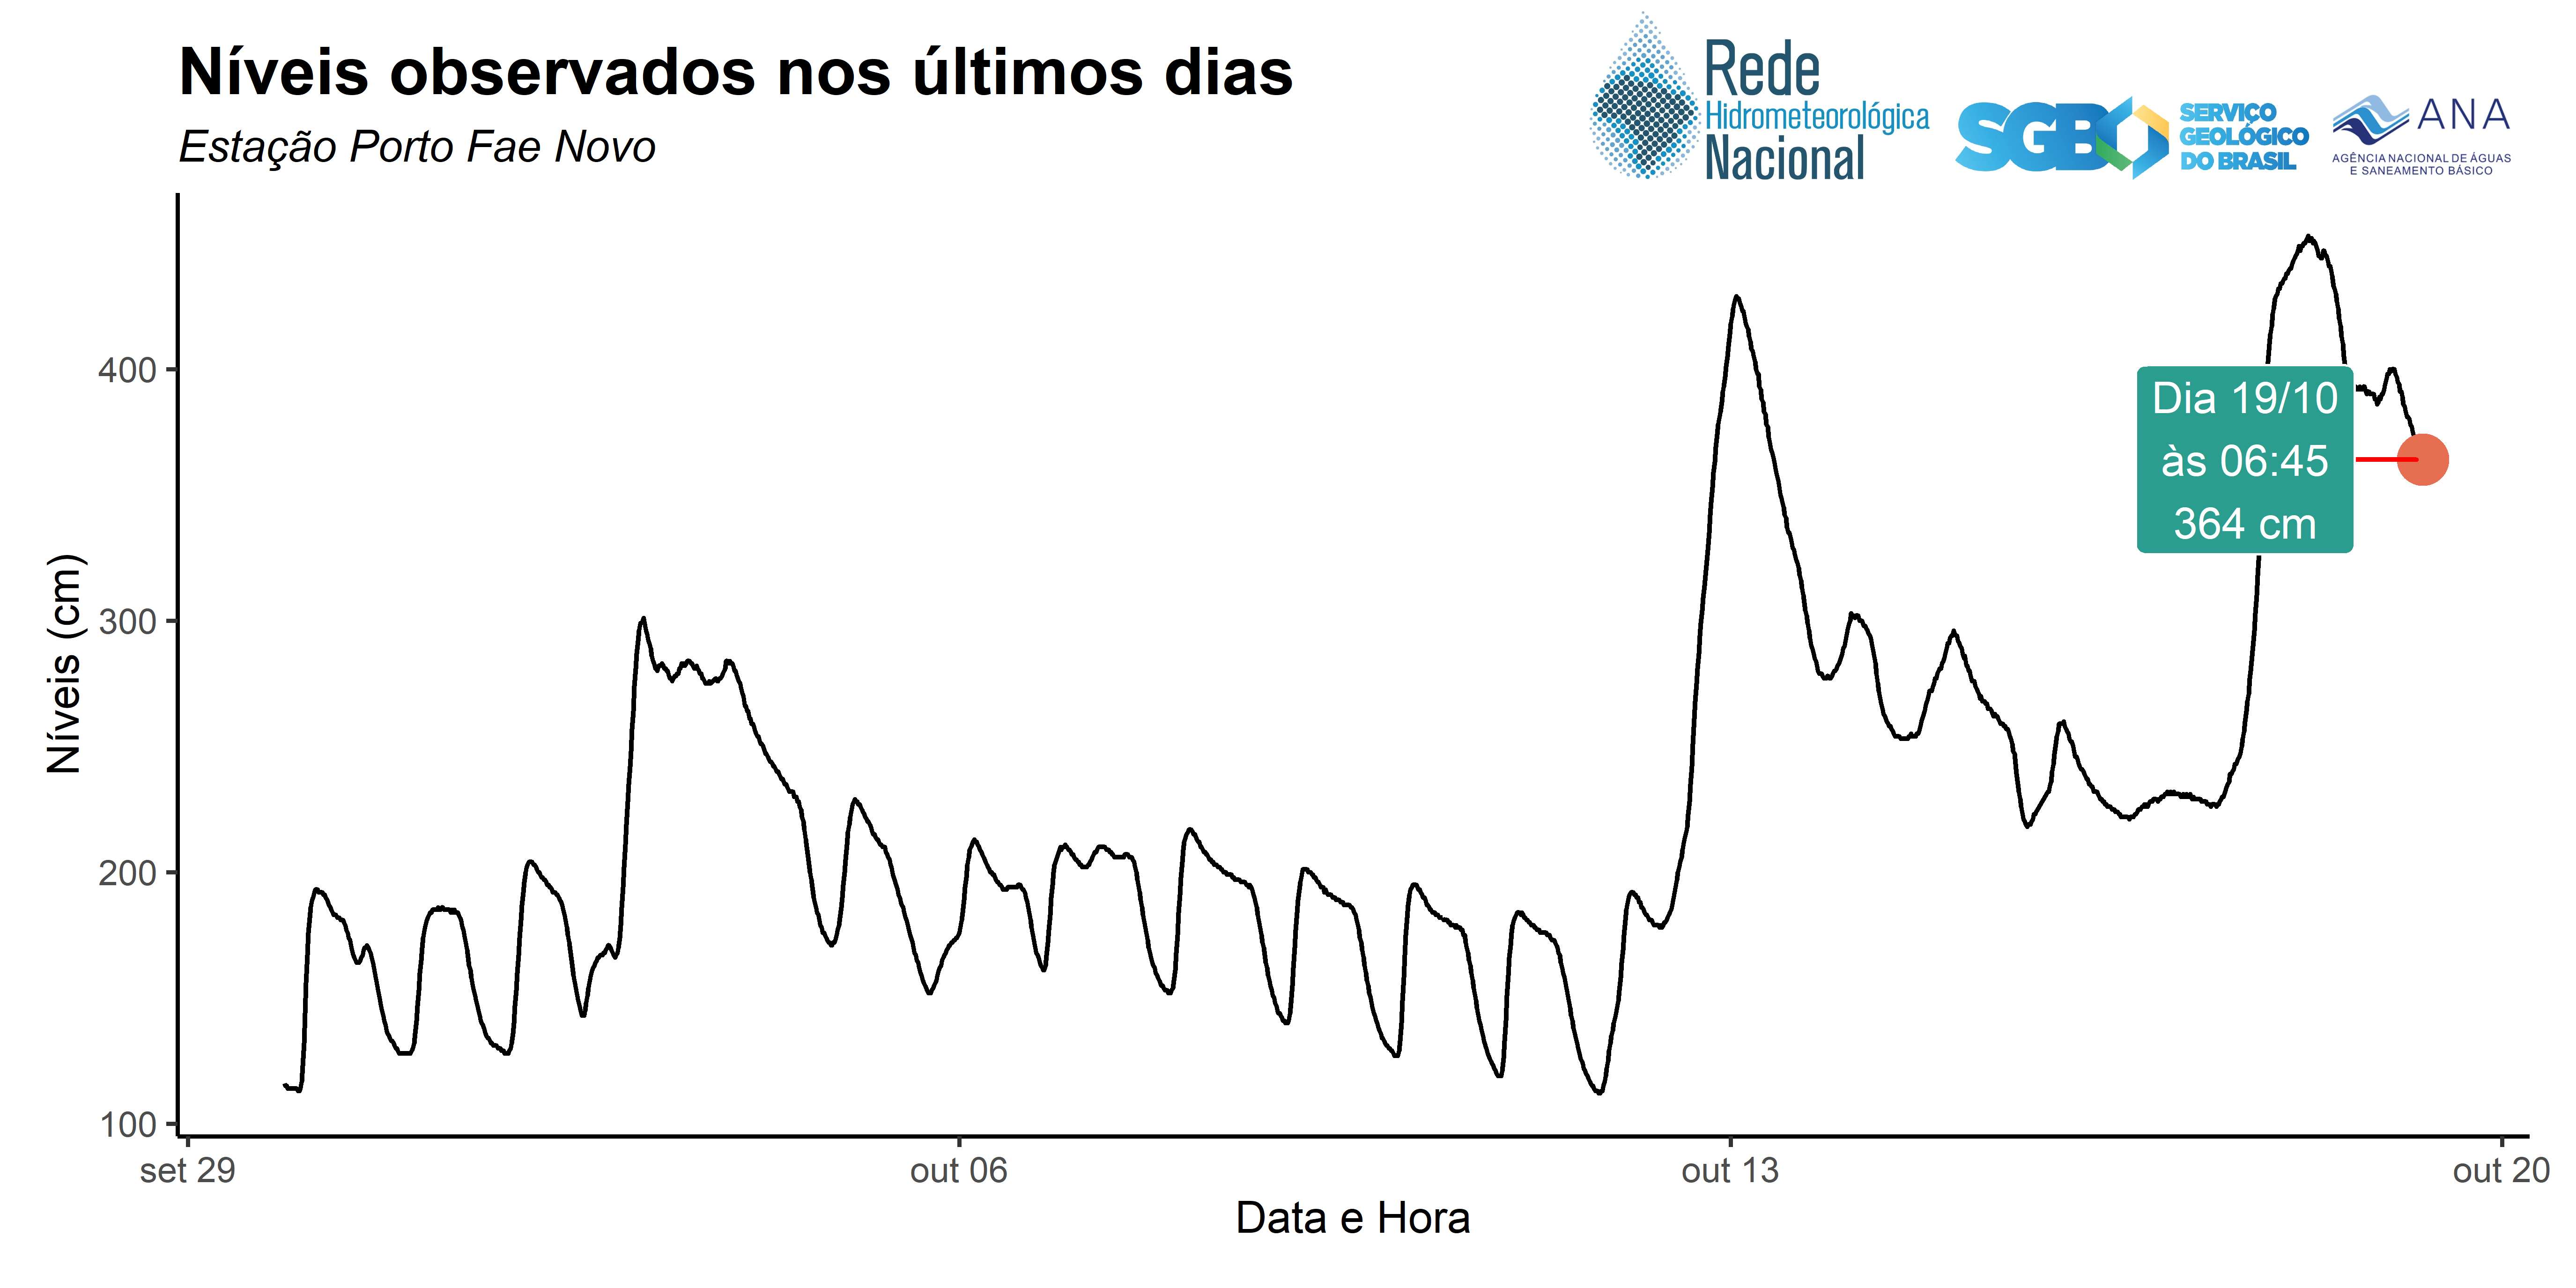 Níveis observados nos últimos dias
Estação Porto Fae Novo
Rede
Hidrometeorológica
Nacional
SGB
SERVIÇO
GEOLÓGICO
DO BRASIL
ANA
AGÊNCIA NACIONAL DE ÁGUAS
E SANEAMENTO BÁSICO
Níveis (cm)
400
300
200
100
Dia 19/10
às 06:45
364 cm
set 29
out 06
out 13
out 20
Data e Hora